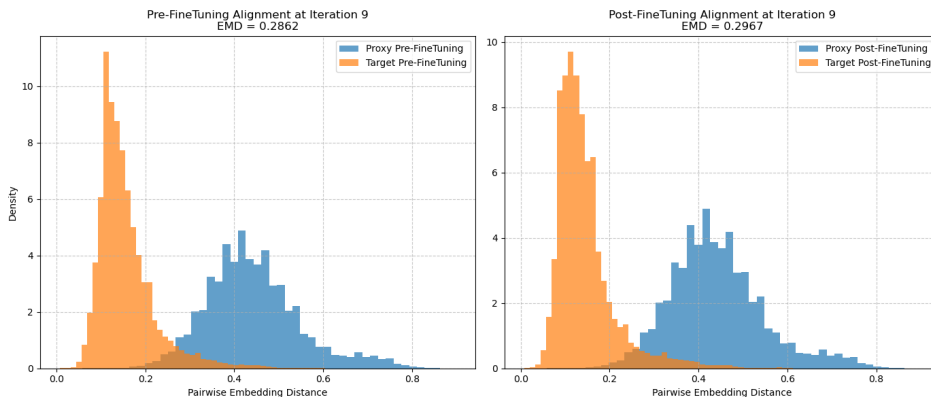 Pre-FineTuning Alignment at Iteration 9
EMD = 0.2862
Proxy Pre-FineTuning
Target Pre-FineTuning
Density
10
8
6
4
2
0
0.0 0.2 0.4 0.6 0.8
Pairwise Embedding Distance
Post-FineTuning Alignment at Iteration 9
EMD = 0.2967
Proxy Post-FineTuning
Target Post-FineTuning
10
8
6
4
2
0
0.0 0.2 0.4 0.6 0.8
Pairwise Embedding Distance